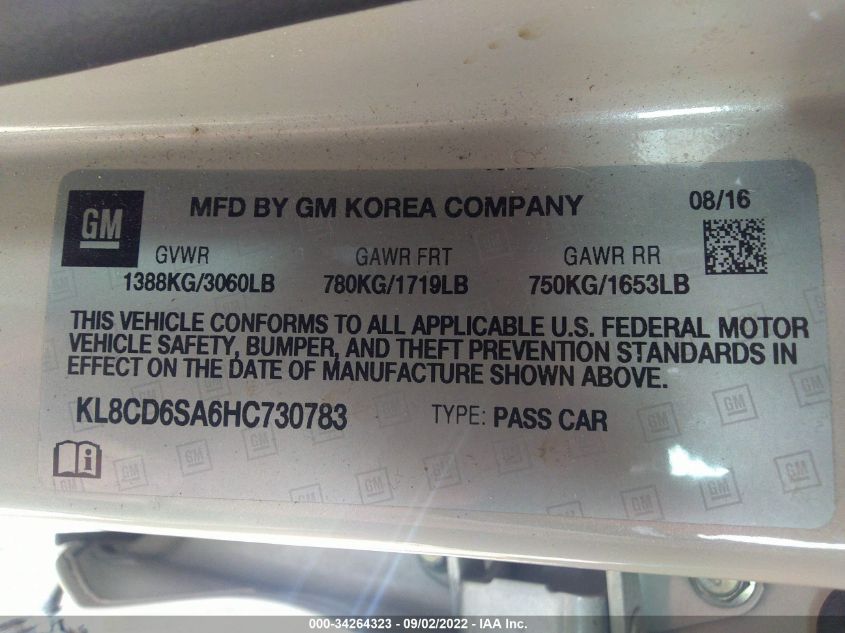 GM
MFD BY GM KOREA COMPANY
08/16
GVWR GAWR FRT GAWR RR
1388KG/3060LB 780KG/1719LB 750KG/1653LB
THIS VEHICLE CONFORMS TO ALL APPLICABLE U.S. FEDERAL MOTOR
VEHICLE SAFETY, BUMPER, AND THEFT PREVENTION STANDARDS IN
EFFECT ON THE DATE OF MANUFACTURE SHOWN ABOVE.
KL8CD6SA6HC730783 TYPE: PASS CAR
000-34264323 - 09/02/2022 - IAA Inc.